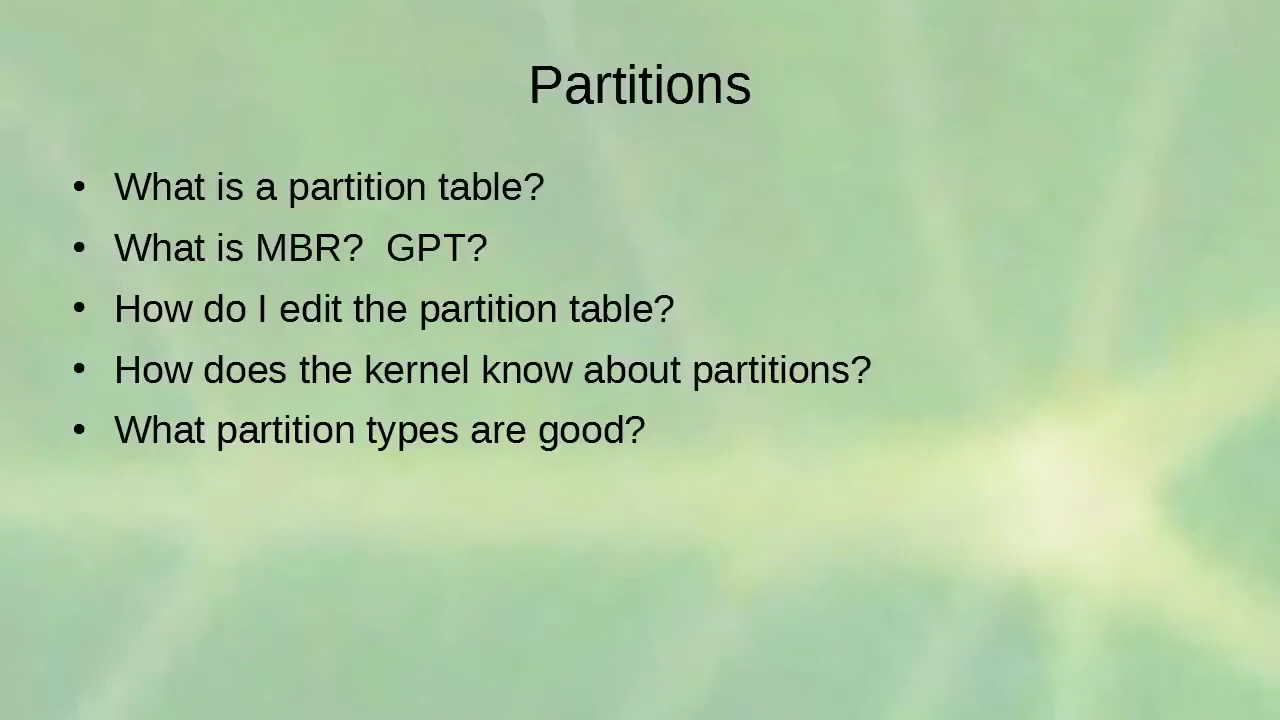 Partitions
• What is a partition table?
• What is MBR?  GPT?
• How do I edit the partition table?
• How does the kernel know about partitions?
• What partition types are good?